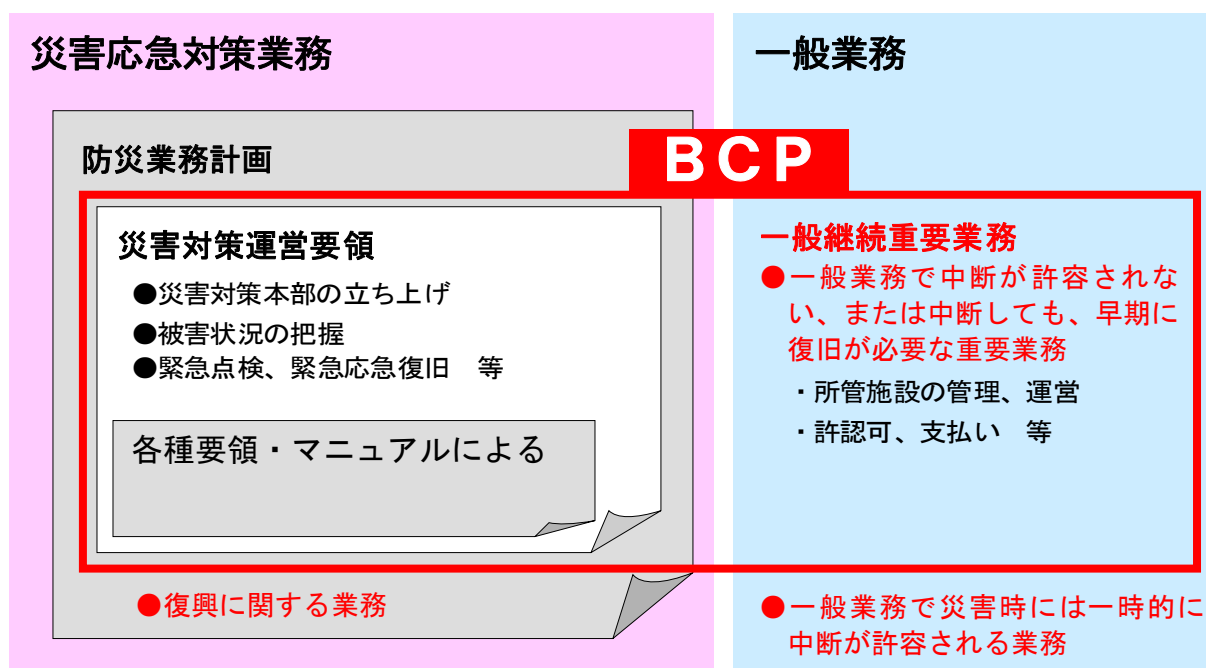 災害応急対策業務
防災業務計画
災害対策運営要領
●災害対策本部の立ち上げ
●被害状況の把握
●緊急点検、緊急応急復旧　等
各種要領・マニュアルによる
●復興に関する業務
BCP
一般業務
一般継続重要業務
●一般業務で中断が許容されな
い、または中断しても、早期に
復旧が必要な重要業務
・所管施設の管理、運営
・許認可、支払い　等
●一般業務で災害時には一時的に
中断が許容される業務